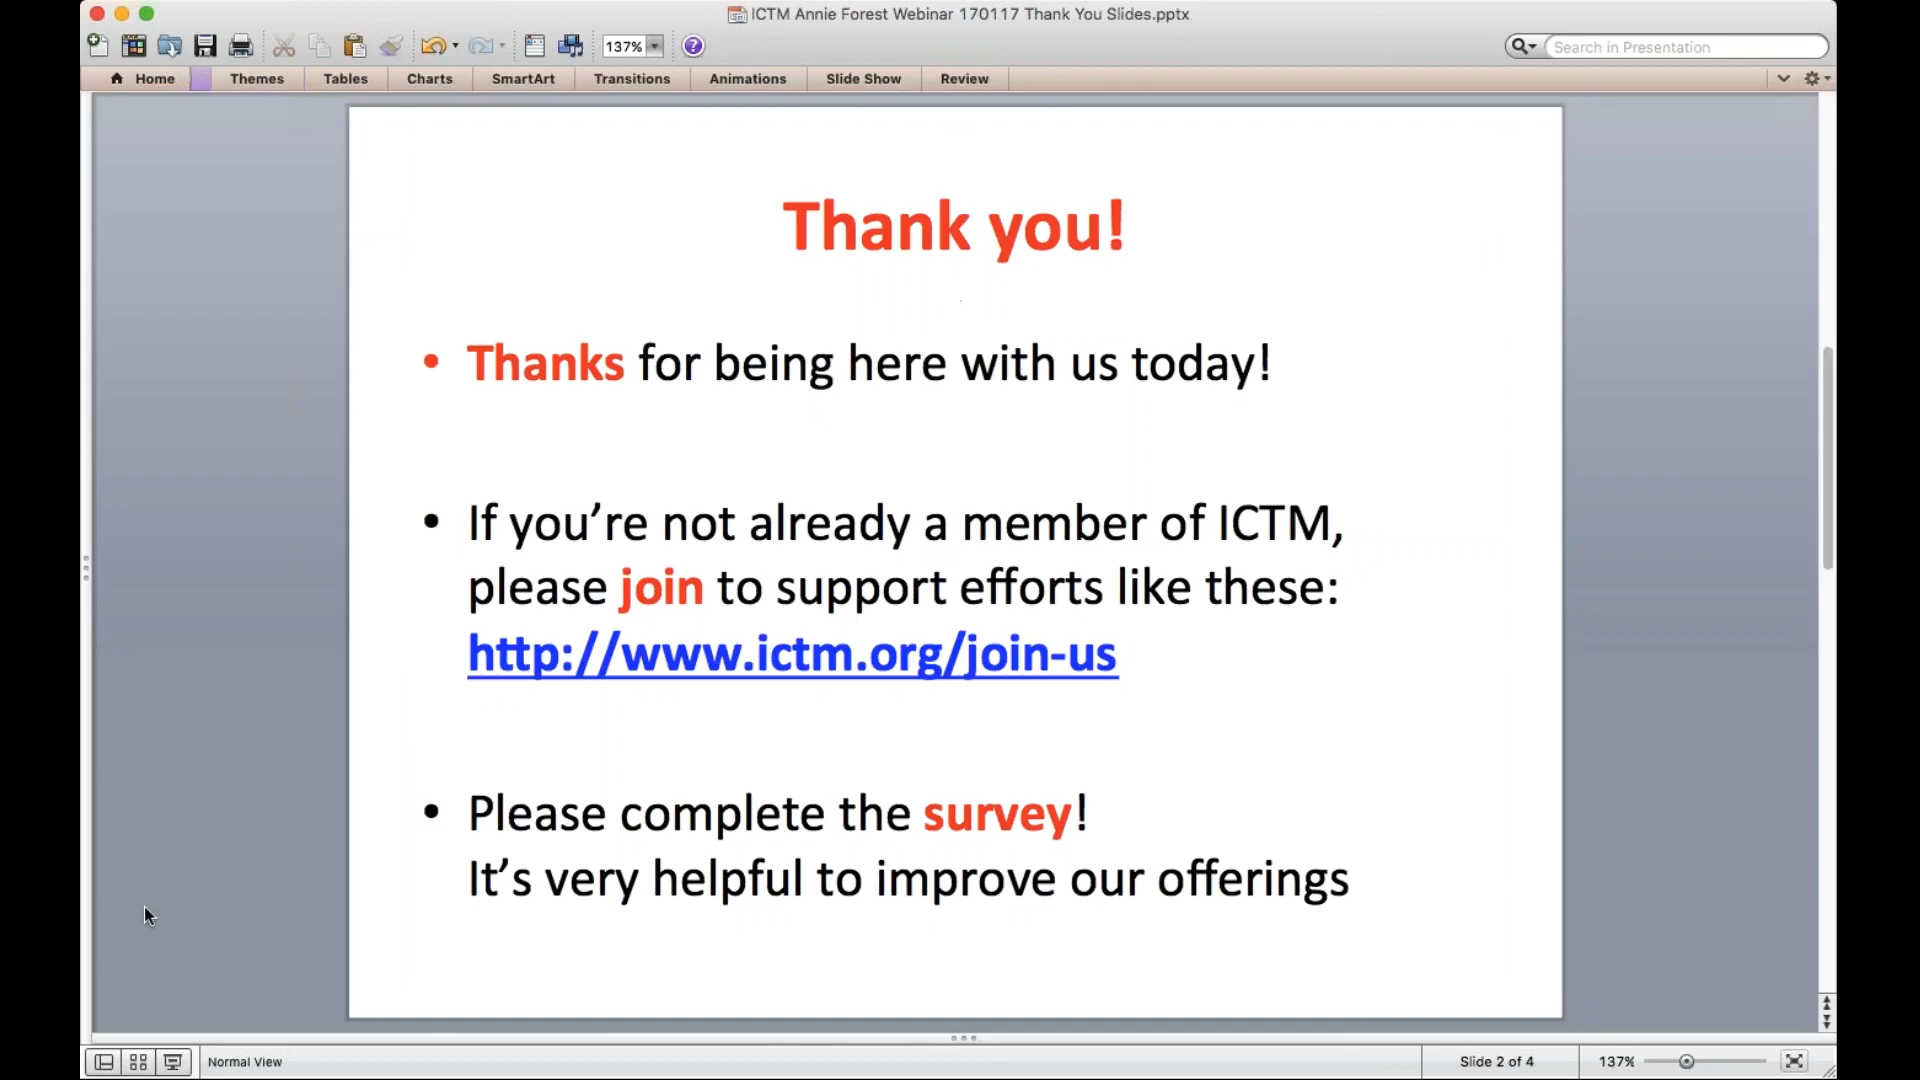 ICTM Annie Forest Webinar 170117 Thank You Slides.pptx
137%
Search in Presentation
Home Themes Tables Charts SmartArt Transitions Animations Slide Show Review
Thank you!
• Thanks for being here with us today!
• If you’re not already a member of ICTM,
please join to support efforts like these:
http://www.ictm.org/join-us
• Please complete the survey!
It’s very helpful to improve our offerings
Normal View
Slide 2 of 4
137%